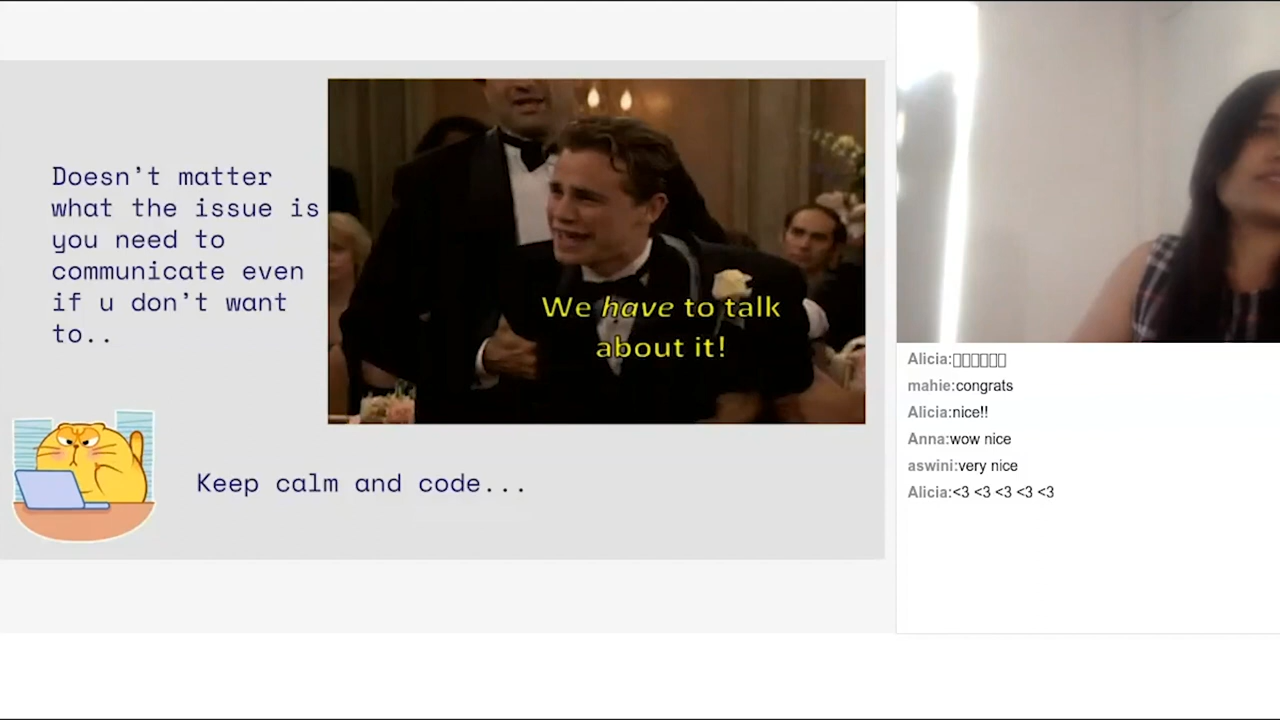 Doesn't matter
what the issue is
you need to
communicate even
if u don't want
to..
We have to talk
about it!
Keep calm and code...
Alicia:▯▯▯▯▯▯
mahie:congrats
Alicia:nice!!
Anna:wow nice
aswini:very nice
Alicia:<3 <3 <3 <3 <3